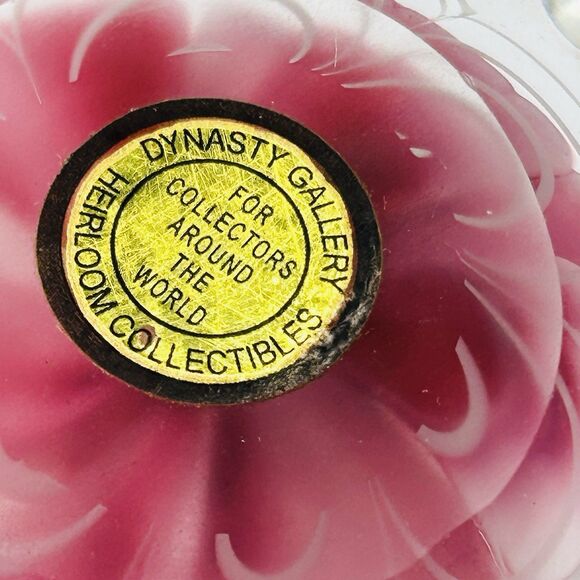 DYNASTY GALLERY
HEIRLOOM COLLECTIBLES
FOR
COLLECTORS
AROUND
THE
WORLD